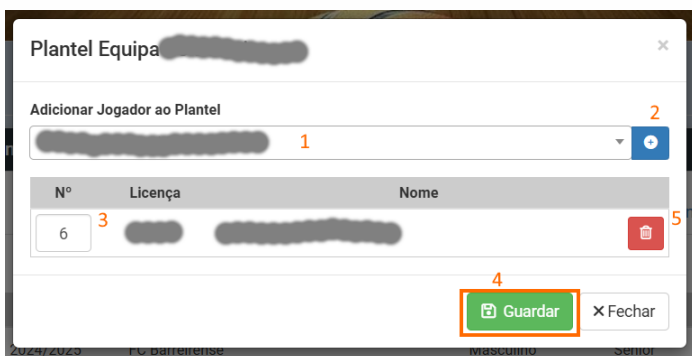 Plantel Equipa
×
Adicionar Jogador ao Plantel
2
1
Nº Licença Nome
6 3
5
4
Guardar × Fechar
2024/2025 FC Barreirense Masculino Sénior